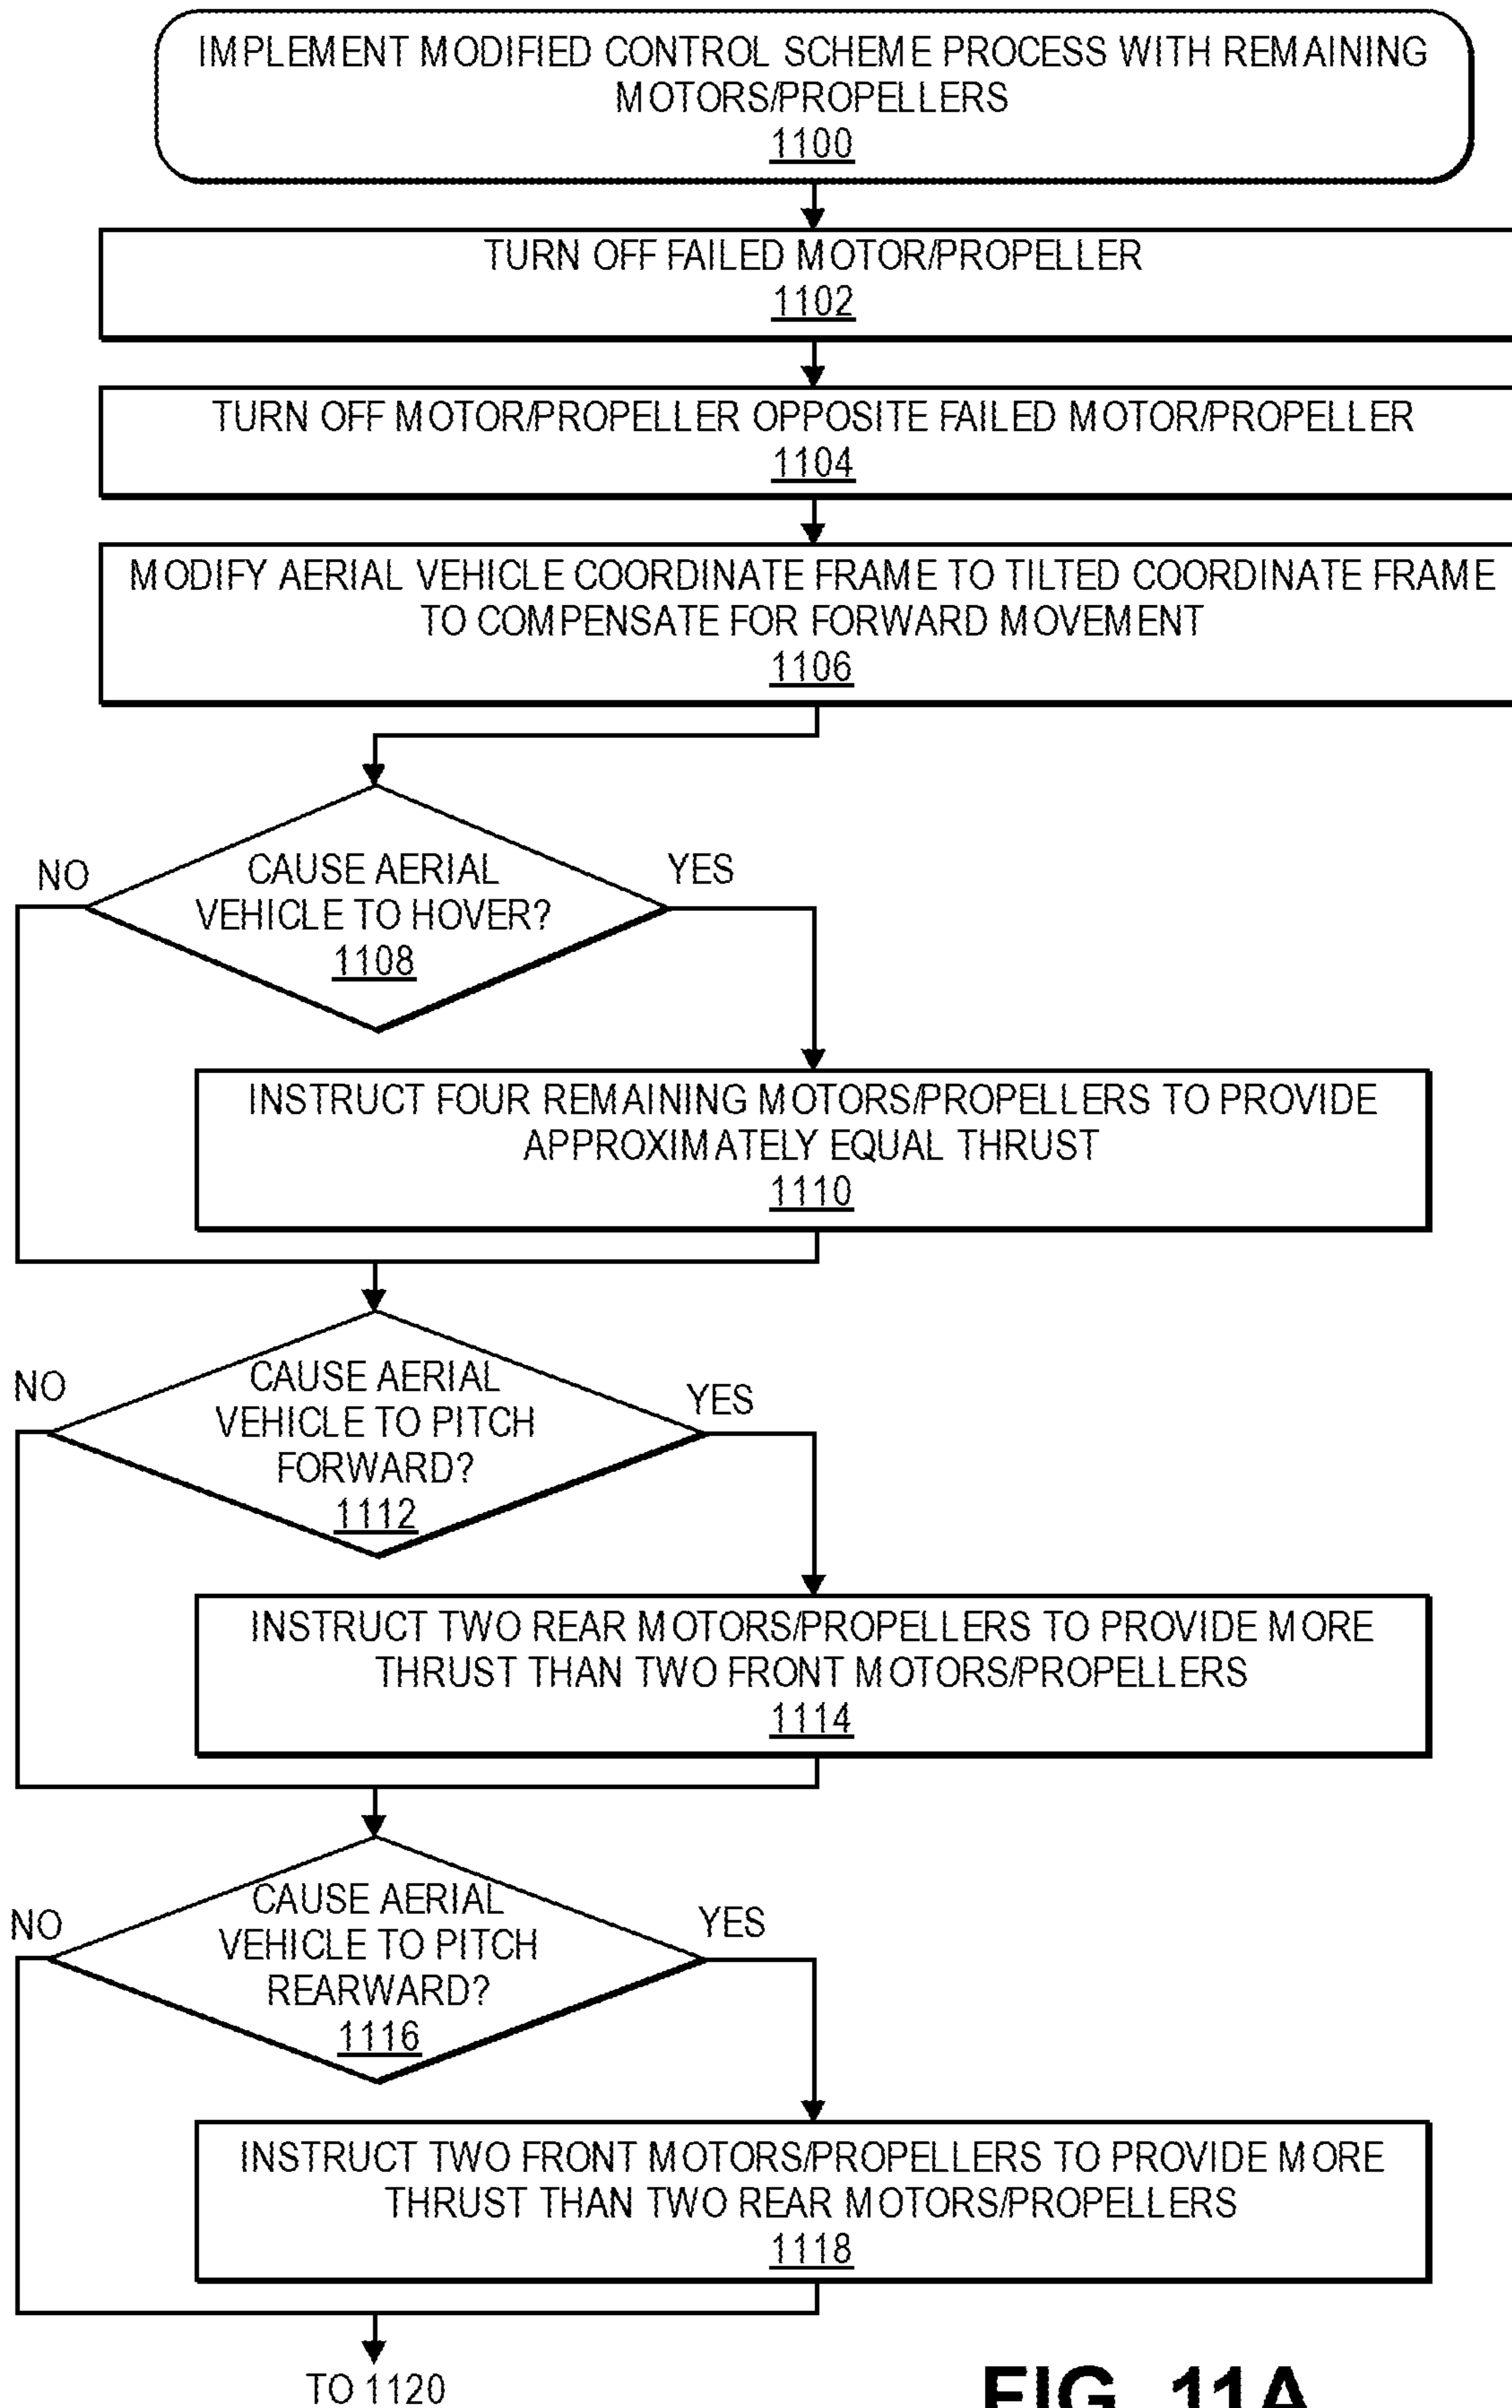 IMPLEMENT MODIFIED CONTROL SCHEME PROCESS WITH REMAINING
MOTORS/PROPELLERS
1100
TURN OFF FAILED MOTOR/PROPELLER
1102
TURN OFF MOTOR/PROPELLER OPPOSITE FAILED MOTOR/PROPELLER
1104
MODIFY AERIAL VEHICLE COORDINATE FRAME TO TILTED COORDINATE FRAME
TO COMPENSATE FOR FORWARD MOVEMENT
1106
NO
YES
CAUSE AERIAL
VEHICLE TO HOVER?
1108
INSTRUCT FOUR REMAINING MOTORS/PROPELLERS TO PROVIDE
APPROXIMATELY EQUAL THRUST
1110
NO
YES
CAUSE AERIAL
VEHICLE TO PITCH
FORWARD?
1112
INSTRUCT TWO REAR MOTORS/PROPELLERS TO PROVIDE MORE
THRUST THAN TWO FRONT MOTORS/PROPELLERS
1114
NO
YES
CAUSE AERIAL
VEHICLE TO PITCH
REARWARD?
1116
INSTRUCT TWO FRONT MOTORS/PROPELLERS TO PROVIDE MORE
THRUST THAN TWO REAR MOTORS/PROPELLERS
1118
TO 1120
FIG. 11A